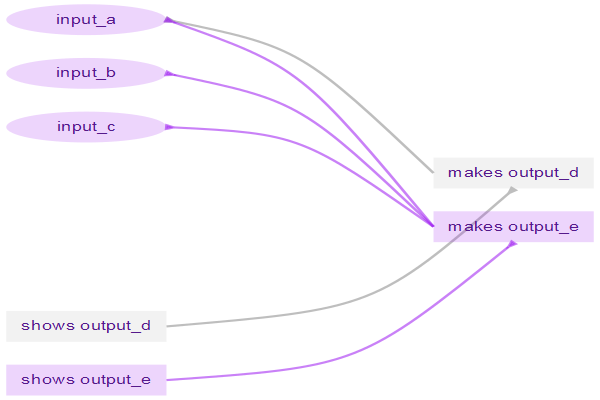 input_a
input_b
input_c
makes output_d
makes output_e
shows output_d
shows output_e